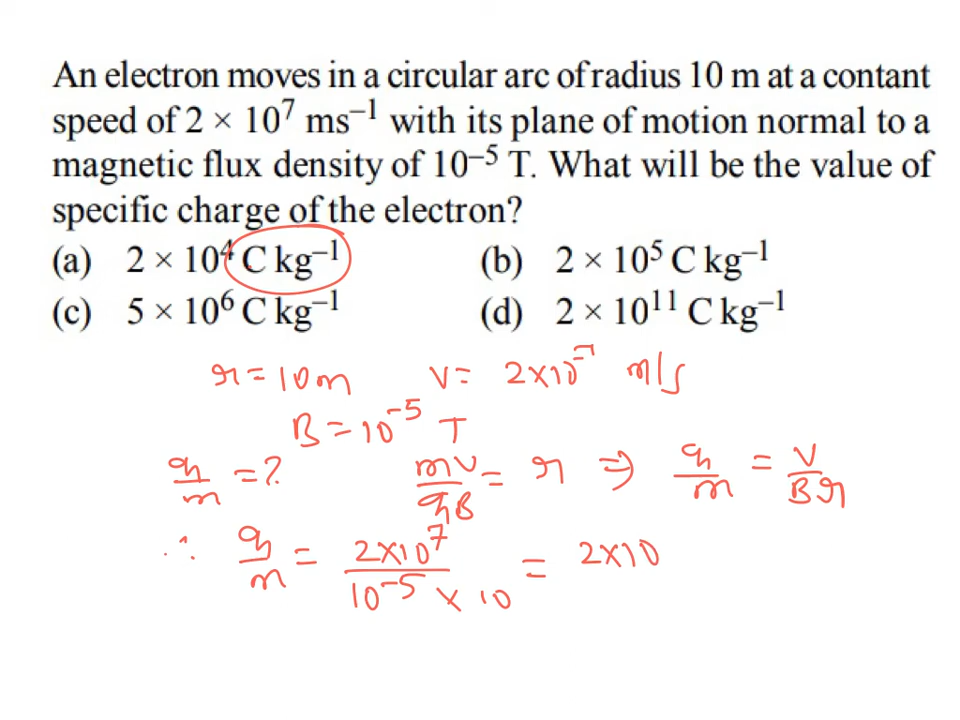 An electron moves in a circular arc of radius 10 m at a contant
speed of 2 × 10⁷ ms⁻¹ with its plane of motion normal to a
magnetic flux density of 10⁻⁵ T. What will be the value of
specific charge of the electron?
(a) 2 × 10⁴ C kg⁻¹ (b) 2 × 10⁵ C kg⁻¹
(c) 5 × 10⁶ C kg⁻¹ (d) 2 × 10¹¹ C kg⁻¹
r = 10m v = 2×10⁻⁷ m/s
B = 10⁻⁵ T
q/m = ? mv/qB = r ⇒ q/m = v/Br
∴ q/m = 2×10⁷/10⁻⁵ × 10 = 2×10